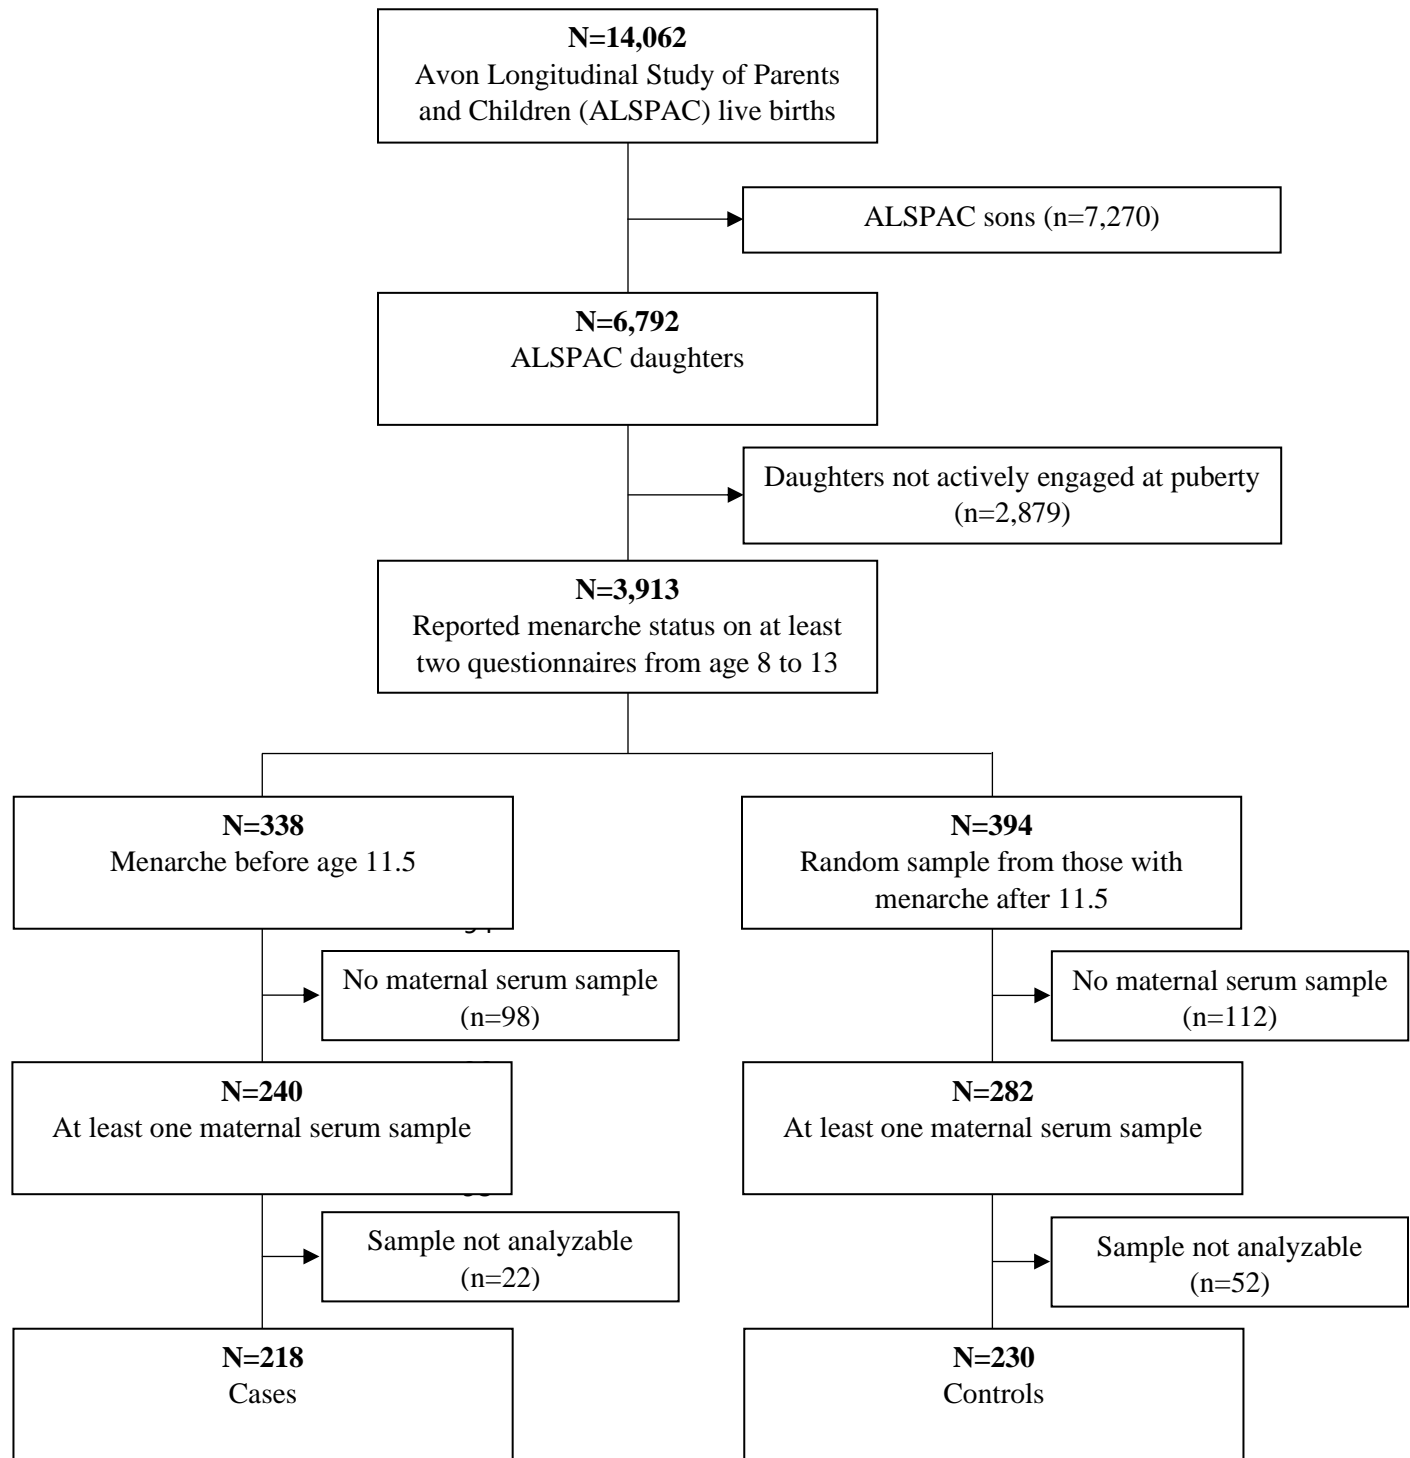 N=14,062
Avon Longitudinal Study of Parents
and Children (ALSPAC) live births
ALSPAC sons (n=7,270)
N=6,792
ALSPAC daughters
Daughters not actively engaged at puberty
(n=2,879)
N=3,913
Reported menarche status on at least
two questionnaires from age 8 to 13
N=338
Menarche before age 11.5
N=394
Random sample from those with
menarche after 11.5
No maternal serum sample
(n=98)
No maternal serum sample
(n=112)
N=240
At least one maternal serum sample
N=282
At least one maternal serum sample
Sample not analyzable
(n=22)
Sample not analyzable
(n=52)
N=218
Cases
N=230
Controls